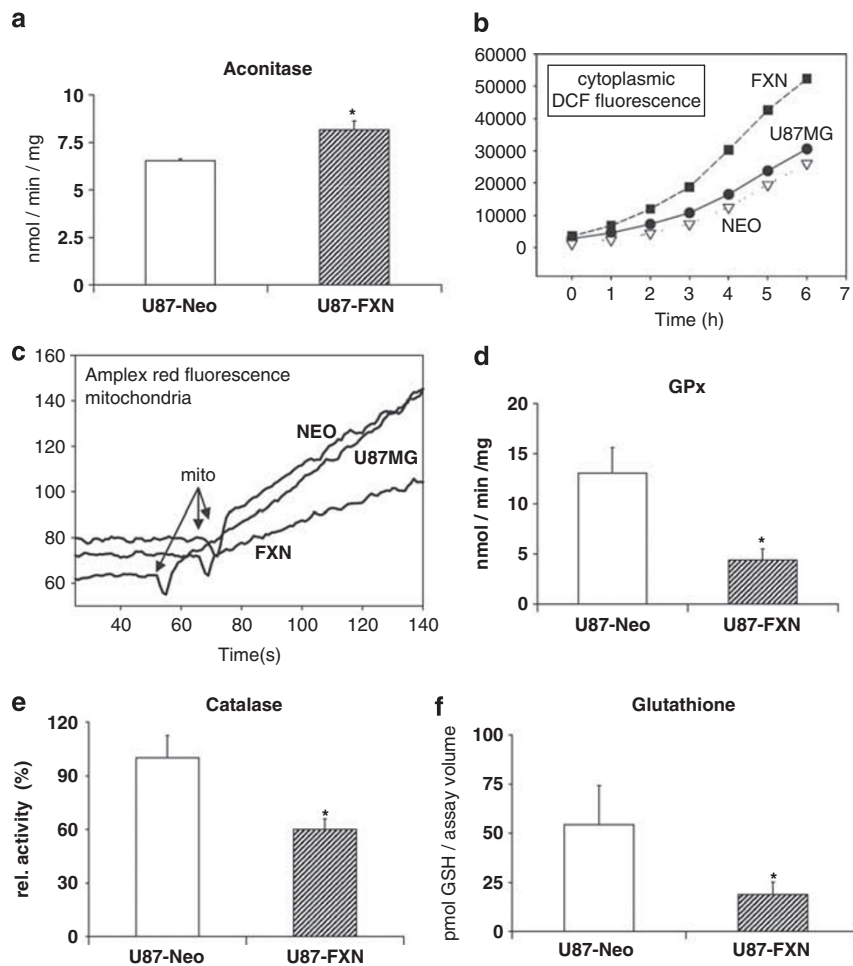 a
Aconitase
10
7.5
5
2.5
0
nmol / min / mg
*
U87-Neo
U87-FXN
b
60000
50000
40000
30000
20000
10000
0
cytoplasmic
DCF fluorescence
FXN
U87MG
NEO
0 1 2 3 4 5 6 7
Time (h)
c
160
140
120
100
80
60
Amplex red fluorescence
mitochondria
NEO
U87MG
mito
FXN
40 60 80 100 120 140
Time(s)
d
GPx
20
15
10
5
0
nmol / min /mg
*
U87-Neo
U87-FXN
e
Catalase
120
90
60
30
0
rel. activity (%)
*
U87-Neo
U87-FXN
f
Glutathione
100
75
50
25
0
pmol GSH / assay volume
*
U87-Neo
U87-FXN